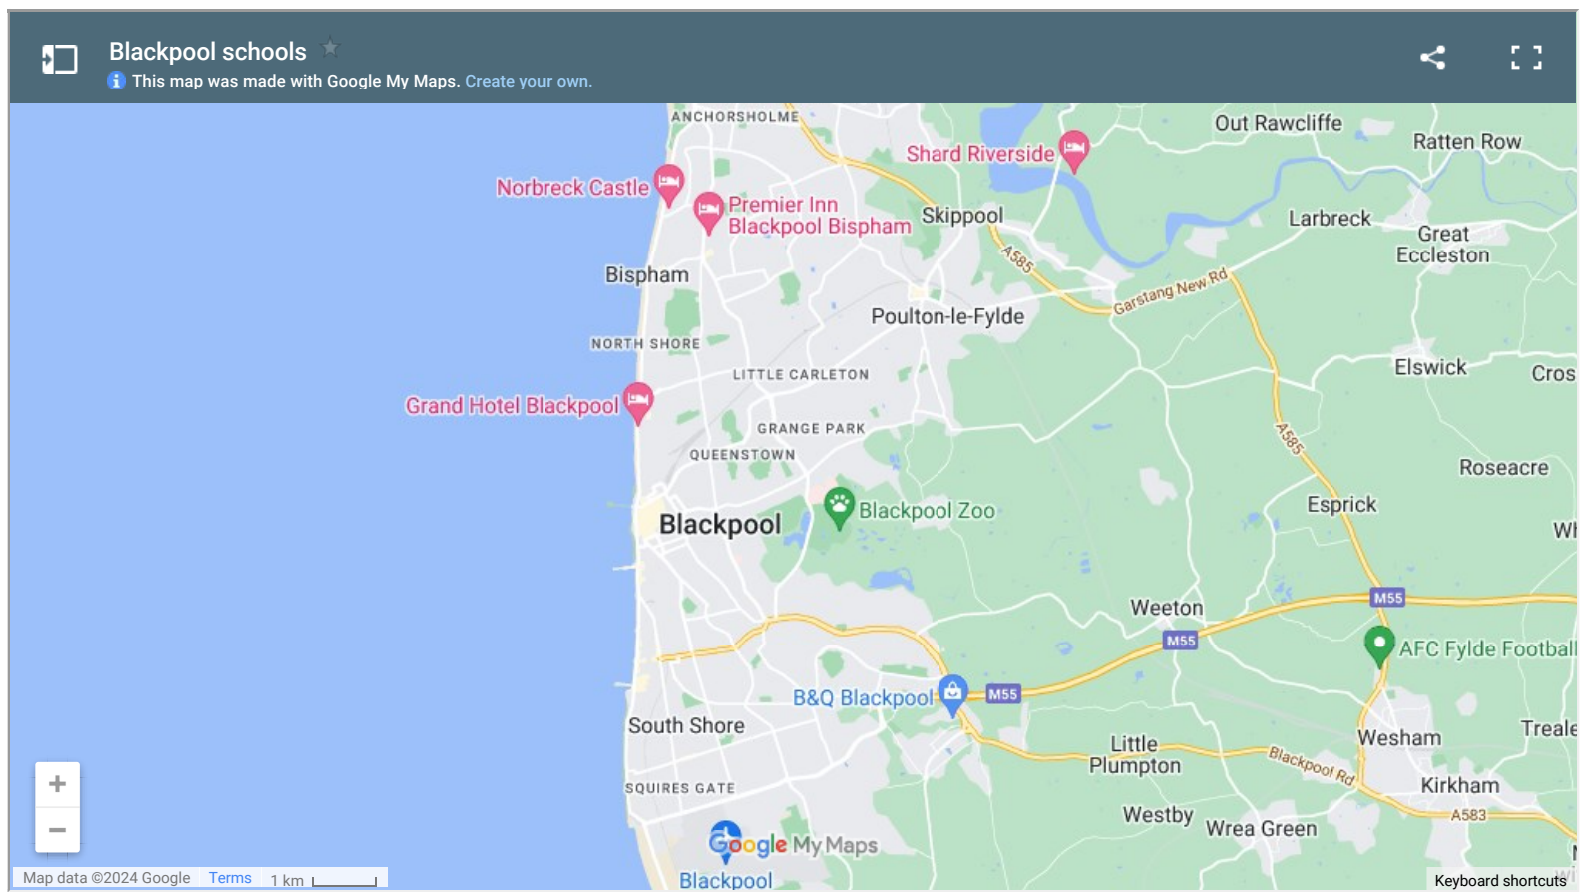 Blackpool schools
This map was made with Google My Maps. Create your own.
ANCHORSHOLME
Out Rawcliffe
Ratten Row
Shard Riverside
Norbreck Castle
Premier Inn
Blackpool Bispham
Skippool
Larbreck
Great
Eccleston
A585
Bispham
Garstang New Rd
Poulton-le-Fylde
NORTH SHORE
LITTLE CARLETON
Elswick
Cros
Grand Hotel Blackpool
GRANGE PARK
A585
QUEENSTOWN
Roseacre
Blackpool Zoo
Esprick
Blackpool
Wh
M55
Weeton
M55
AFC Fylde Football
B&Q Blackpool
M55
South Shore
Little
Plumpton
Wesham
Treale
Blackpool Rd
SQUIRES GATE
Kirkham
Westby
Wrea Green
A583
Google My Maps
Blackpool
Map data ©2024 Google
Terms
1 km
Keyboard shortcuts